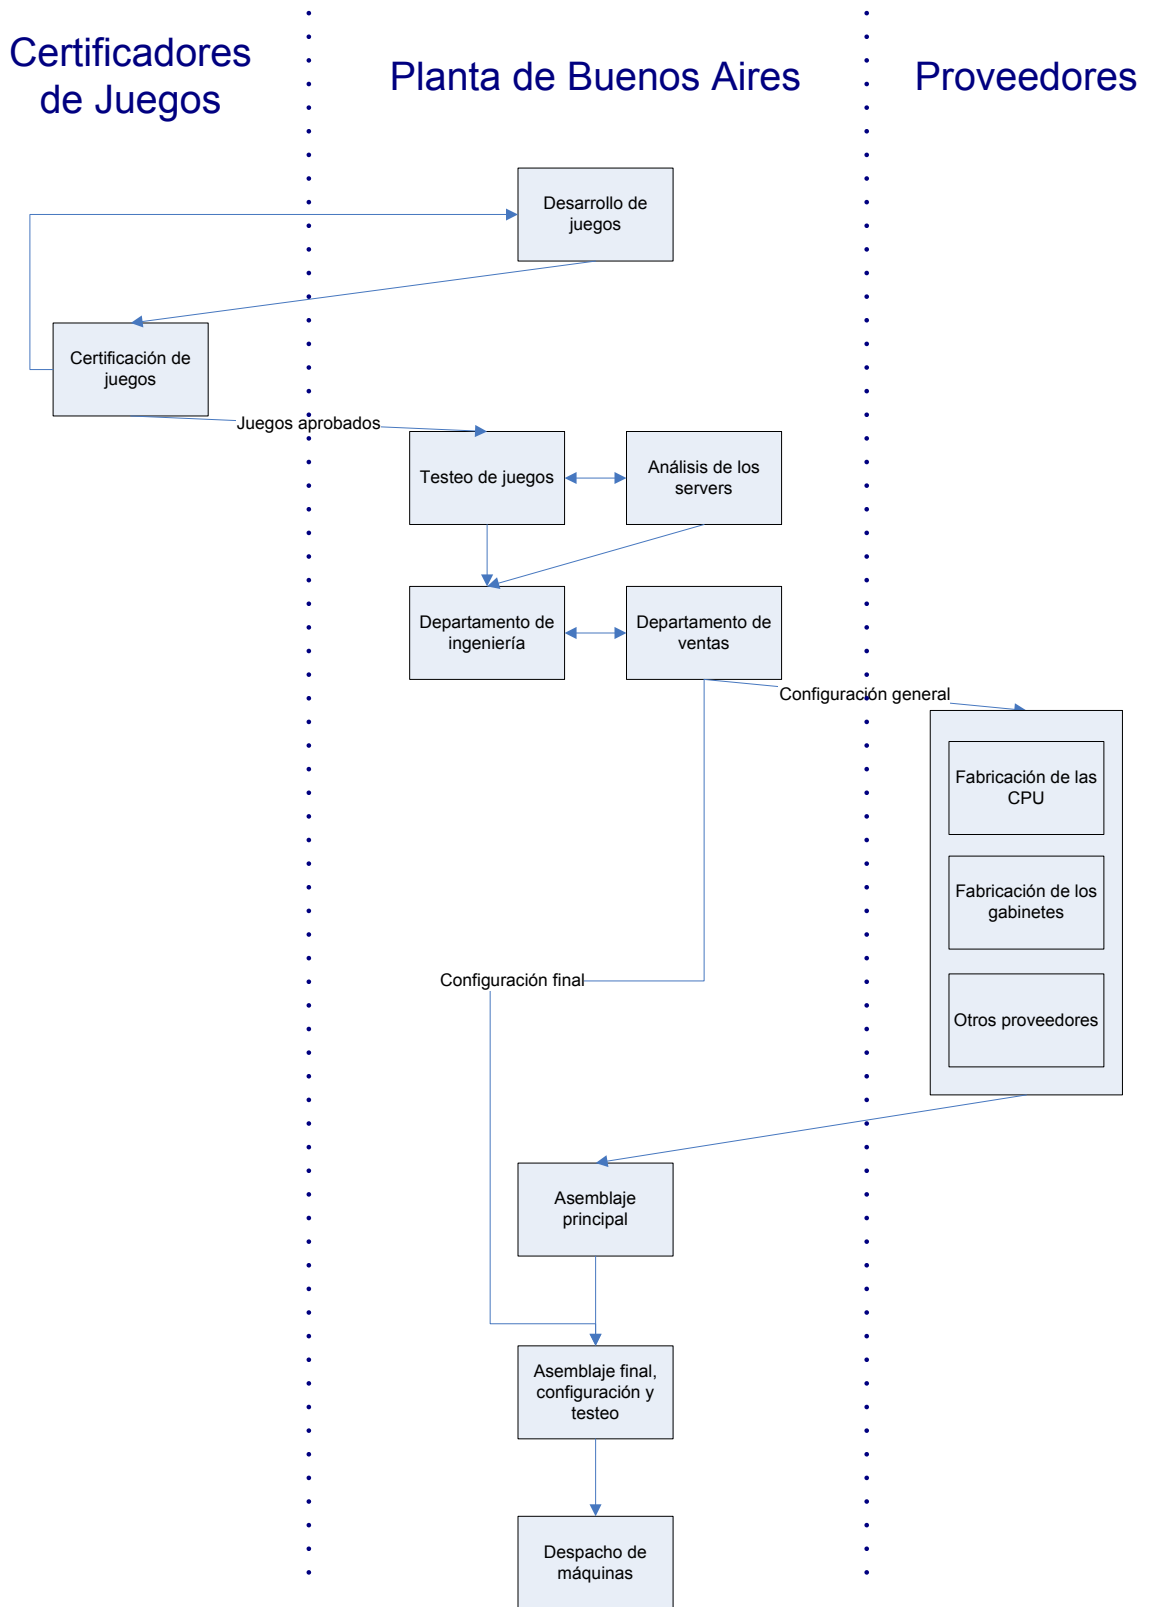 Certificadores
de Juegos
Planta de Buenos Aires
Proveedores
Desarrollo de
juegos
Certificación de
juegos
Juegos aprobados
Testeo de juegos
Análisis de los
servers
Departamento de
ingeniería
Departamento de
ventas
Configuración general
Fabricación de las
CPU
Fabricación de los
gabinetes
Configuración final
Otros proveedores
Asemblaje
principal
Asemblaje final,
configuración y
testeo
Despacho de
máquinas